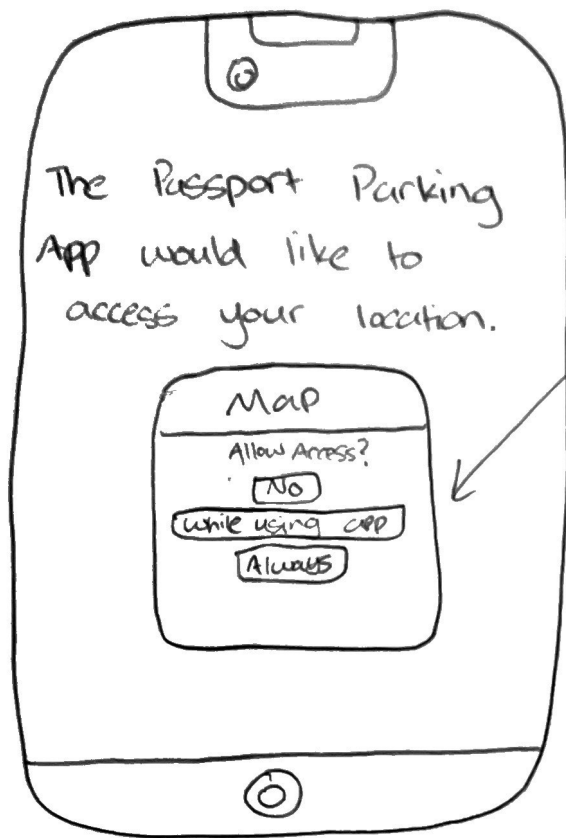 The Passport Parking
App would like to
access your location.
Map
Allow Access?
No
while using app
Always